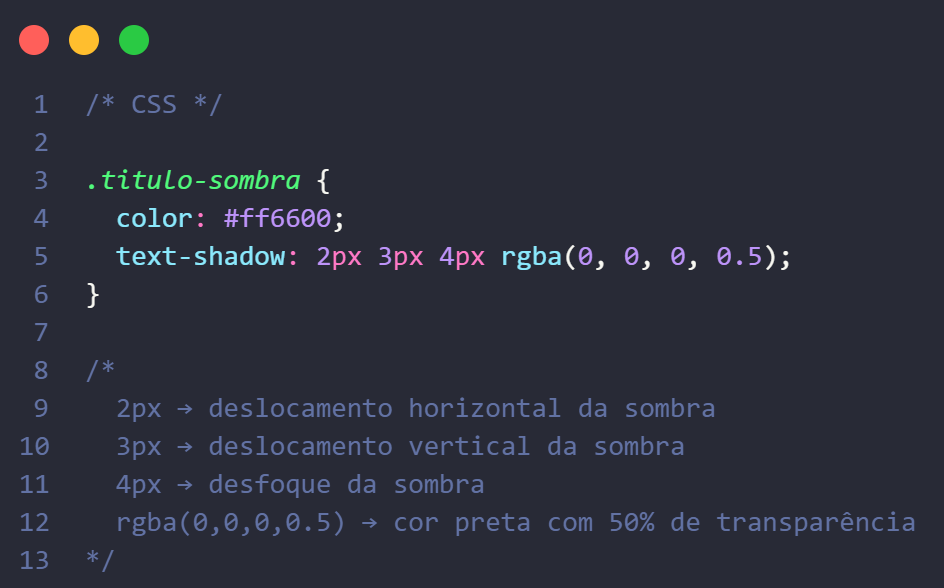 1 /* CSS */
2
3 .titulo-sombra {
4 color: #ff6600;
5 text-shadow: 2px 3px 4px rgba(0, 0, 0, 0.5);
6 }
7
8 /*
9 2px → deslocamento horizontal da sombra
10 3px → deslocamento vertical da sombra
11 4px → desfoque da sombra
12 rgba(0,0,0,0.5) → cor preta com 50% de transparência
13 */